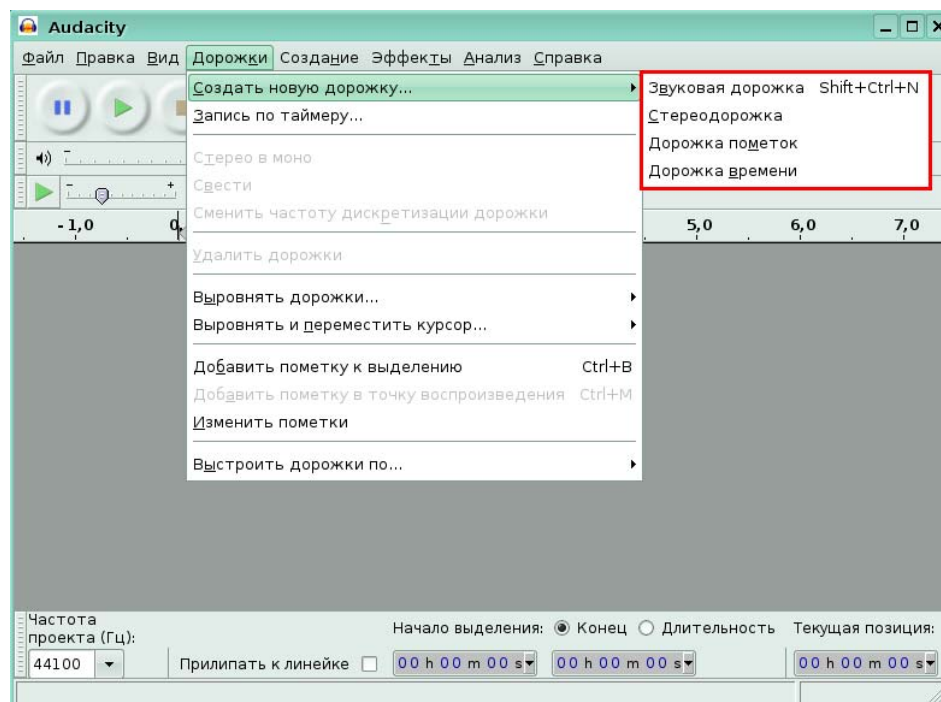 Audacity
Файл Правка Вид Дорожки Создание Эффекты Анализ Справка
Создать новую дорожку...
Запись по таймеру...
Стерео в моно
Свести
Сменить частоту дискретизации дорожки
Удалить дорожки
Выровнять дорожки...
Выровнять и переместить курсор...
Добавить пометку к выделению Ctrl+B
Добавить пометку в точку воспроизведения Ctrl+M
Изменить пометки
Выстроить дорожки по...
Звуковая дорожка Shift+Ctrl+N
Стереодорожка
Дорожка пометок
Дорожка времени
-1,0 0, 5,0 6,0 7,0
Частота
проекта (Гц):
Начало выделения: Конец Длительность Текущая позиция:
44100 Прилипать к линейке 00 h 00 m 00 s 00 h 00 m 00 s 00 h 00 m 00 s